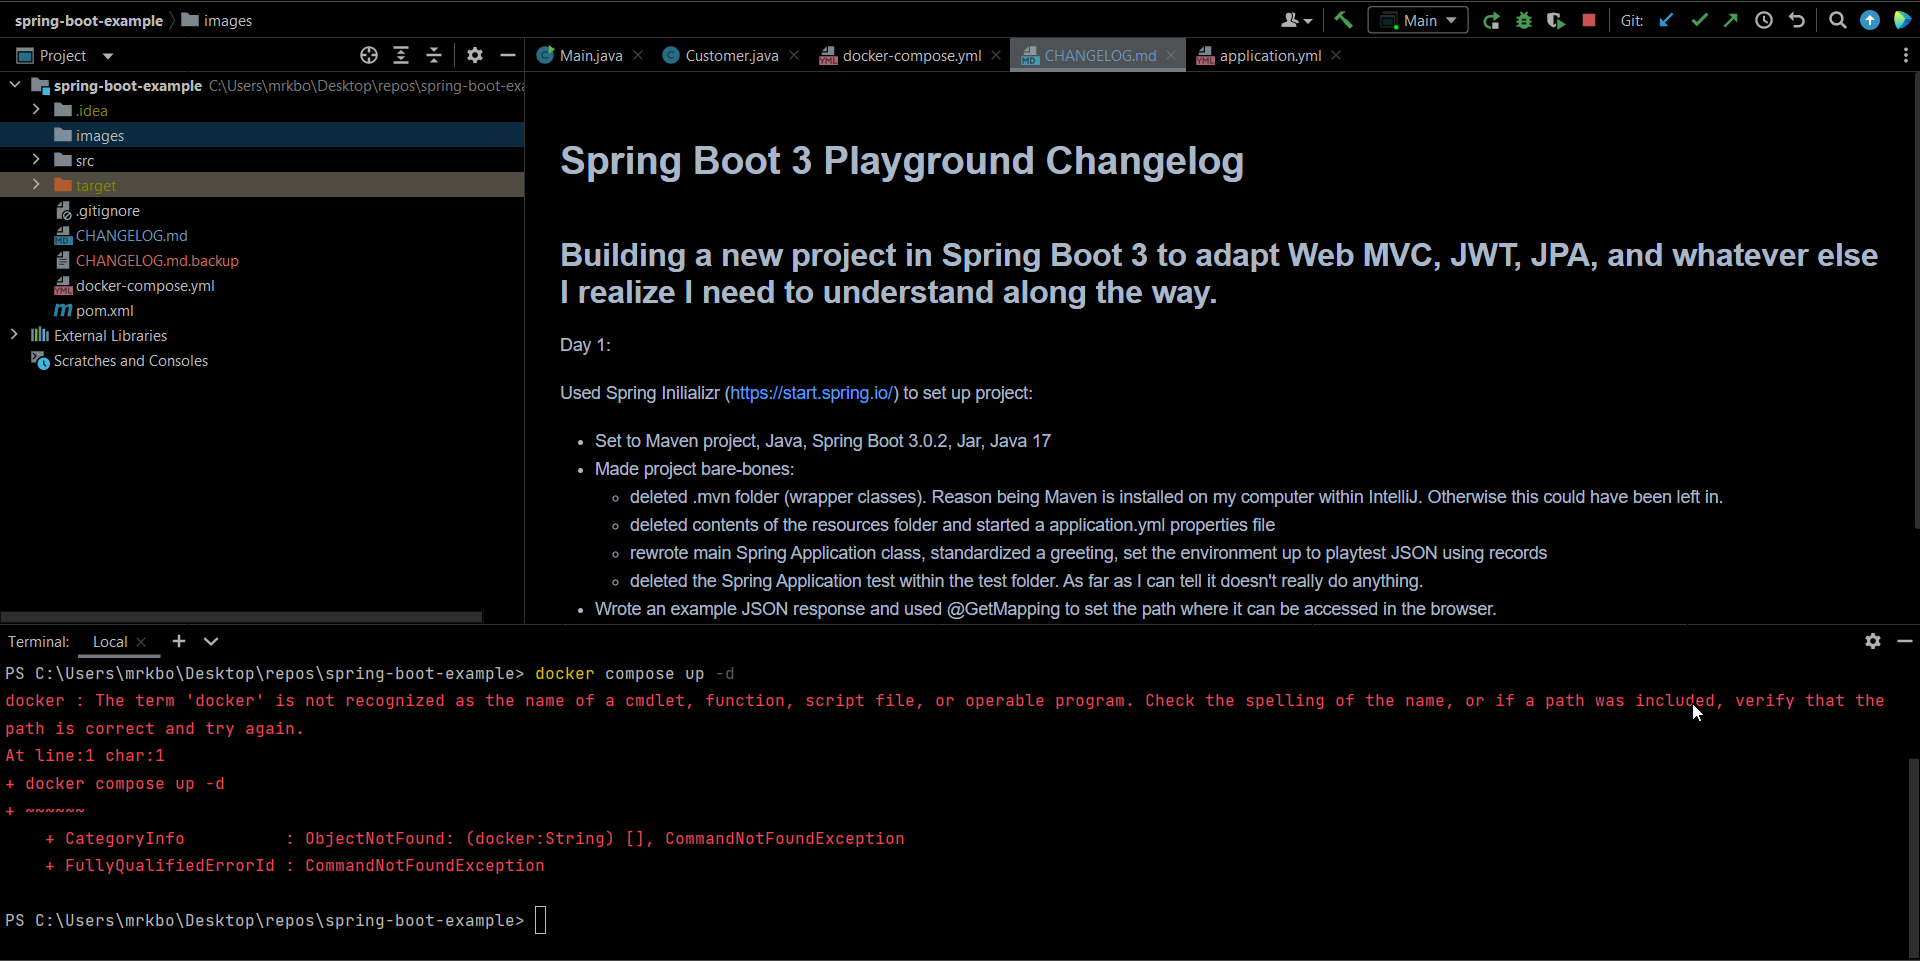 spring-boot-example images
Main Git:
Project
Main.java Customer.java docker-compose.yml CHANGELOG.md application.yml
spring-boot-example C:\Users\mrkbo\Desktop\repos\spring-boot-exa
.idea
images
src
target
.gitignore
CHANGELOG.md
CHANGELOG.md.backup
docker-compose.yml
pom.xml
External Libraries
Scratches and Consoles
Spring Boot 3 Playground Changelog
Building a new project in Spring Boot 3 to adapt Web MVC, JWT, JPA, and whatever else
I realize I need to understand along the way.
Day 1:
Used Spring Inilializr (https://start.spring.io/) to set up project:
• Set to Maven project, Java, Spring Boot 3.0.2, Jar, Java 17
• Made project bare-bones:
◦ deleted .mvn folder (wrapper classes). Reason being Maven is installed on my computer within IntelliJ. Otherwise this could have been left in.
◦ deleted contents of the resources folder and started a application.yml properties file
◦ rewrote main Spring Application class, standardized a greeting, set the environment up to playtest JSON using records
◦ deleted the Spring Application test within the test folder. As far as I can tell it doesn't really do anything.
• Wrote an example JSON response and used @GetMapping to set the path where it can be accessed in the browser.
Terminal: Local
PS C:\Users\mrkbo\Desktop\repos\spring-boot-example> docker compose up -d
docker : The term 'docker' is not recognized as the name of a cmdlet, function, script file, or operable program. Check the spelling of the name, or if a path was included, verify that the
path is correct and try again.
At line:1 char:1
+ docker compose up -d
+ ~~~~~~
+ CategoryInfo : ObjectNotFound: (docker:String) [], CommandNotFoundException
+ FullyQualifiedErrorId : CommandNotFoundException
PS C:\Users\mrkbo\Desktop\repos\spring-boot-example>